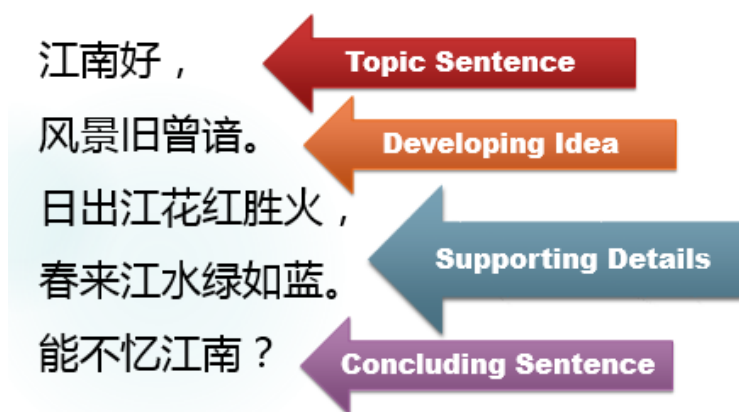 江南好，
Topic Sentence
风景旧曾谙。
Developing Idea
日出江花红胜火，
春来江水绿如蓝。
Supporting Details
能不忆江南？
Concluding Sentence